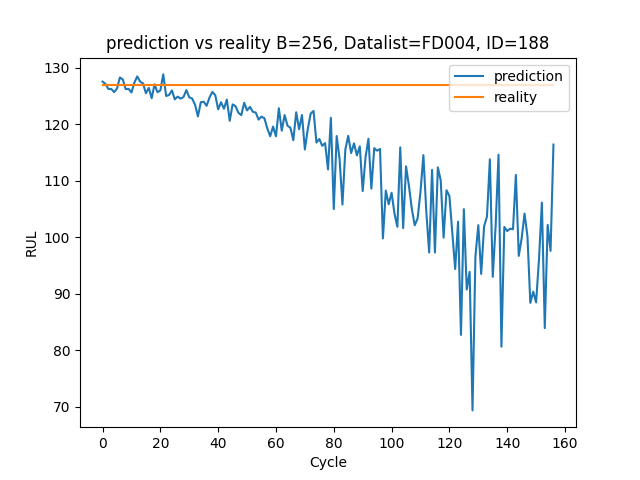 prediction vs reality B=256, Datalist=FD004, ID=188
prediction
reality
130
120
110
100
90
80
70
RUL
0 20 40 60 80 100 120 140 160
Cycle